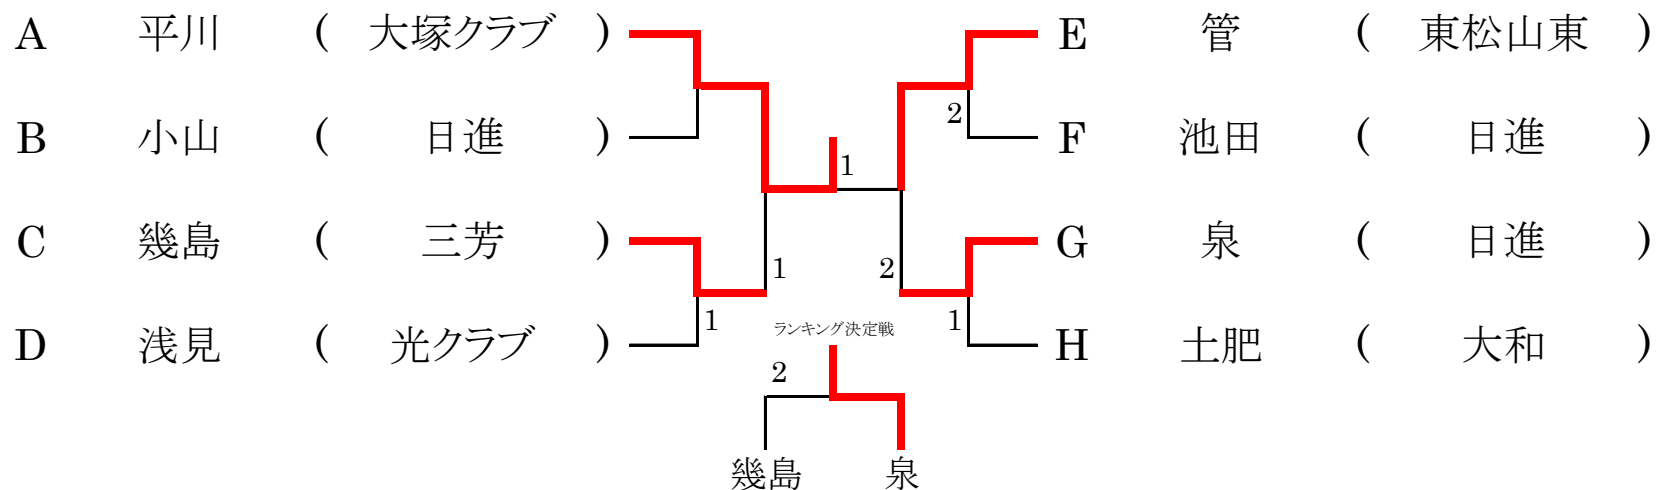 A 平川 ( 大塚クラブ ) E 管 ( 東松山東 )
2
B 小山 ( 日進 ) F 池田 ( 日進 )
1
C 幾島 ( 三芳 ) G 泉 ( 日進 )
1 2
D 浅見 ( 光クラブ ) 1 ランキング決定戦 1 H 土肥 ( 大和 )
2
幾島 泉